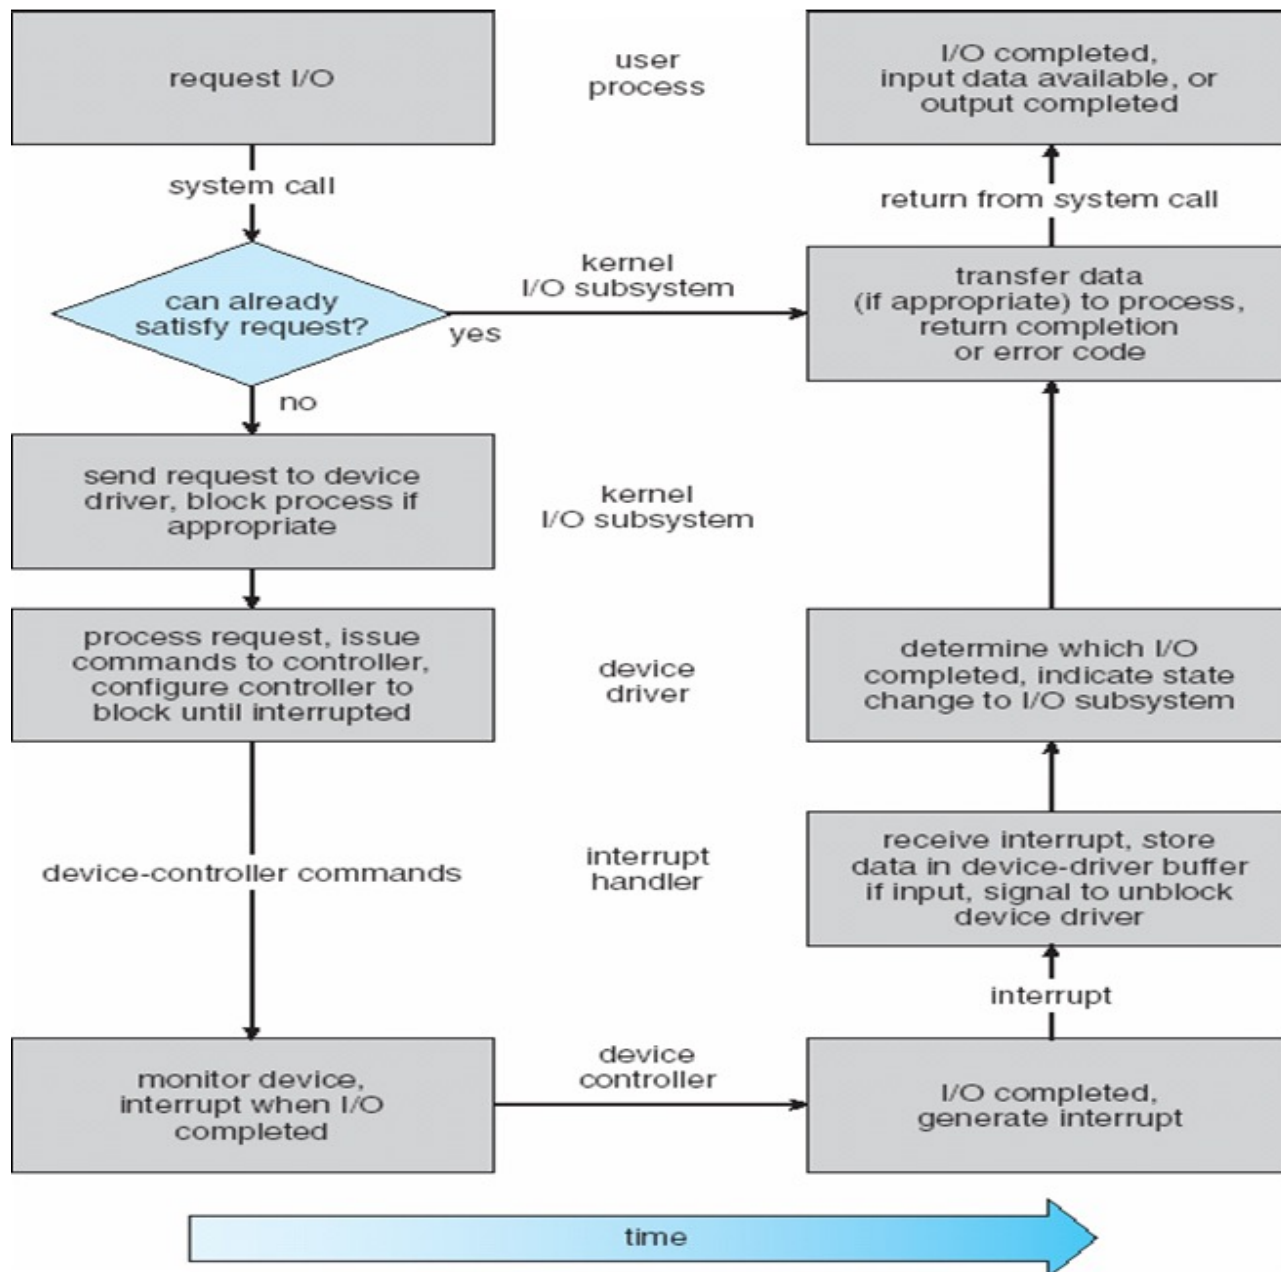 request I/O
user
process
I/O completed,
input data available, or
output completed
system call
return from system call
can already
satisfy request?
kernel
I/O subsystem
yes
transfer data
(if appropriate) to process,
return completion
or error code
no
send request to device
driver, block process if
appropriate
kernel
I/O subsystem
process request, issue
commands to controller,
configure controller to
block until interrupted
device
driver
determine which I/O
completed, indicate state
change to I/O subsystem
device-controller commands
interrupt
handler
receive interrupt, store
data in device-driver buffer
if input, signal to unblock
device driver
interrupt
monitor device,
interrupt when I/O
completed
device
controller
I/O completed,
generate interrupt
time